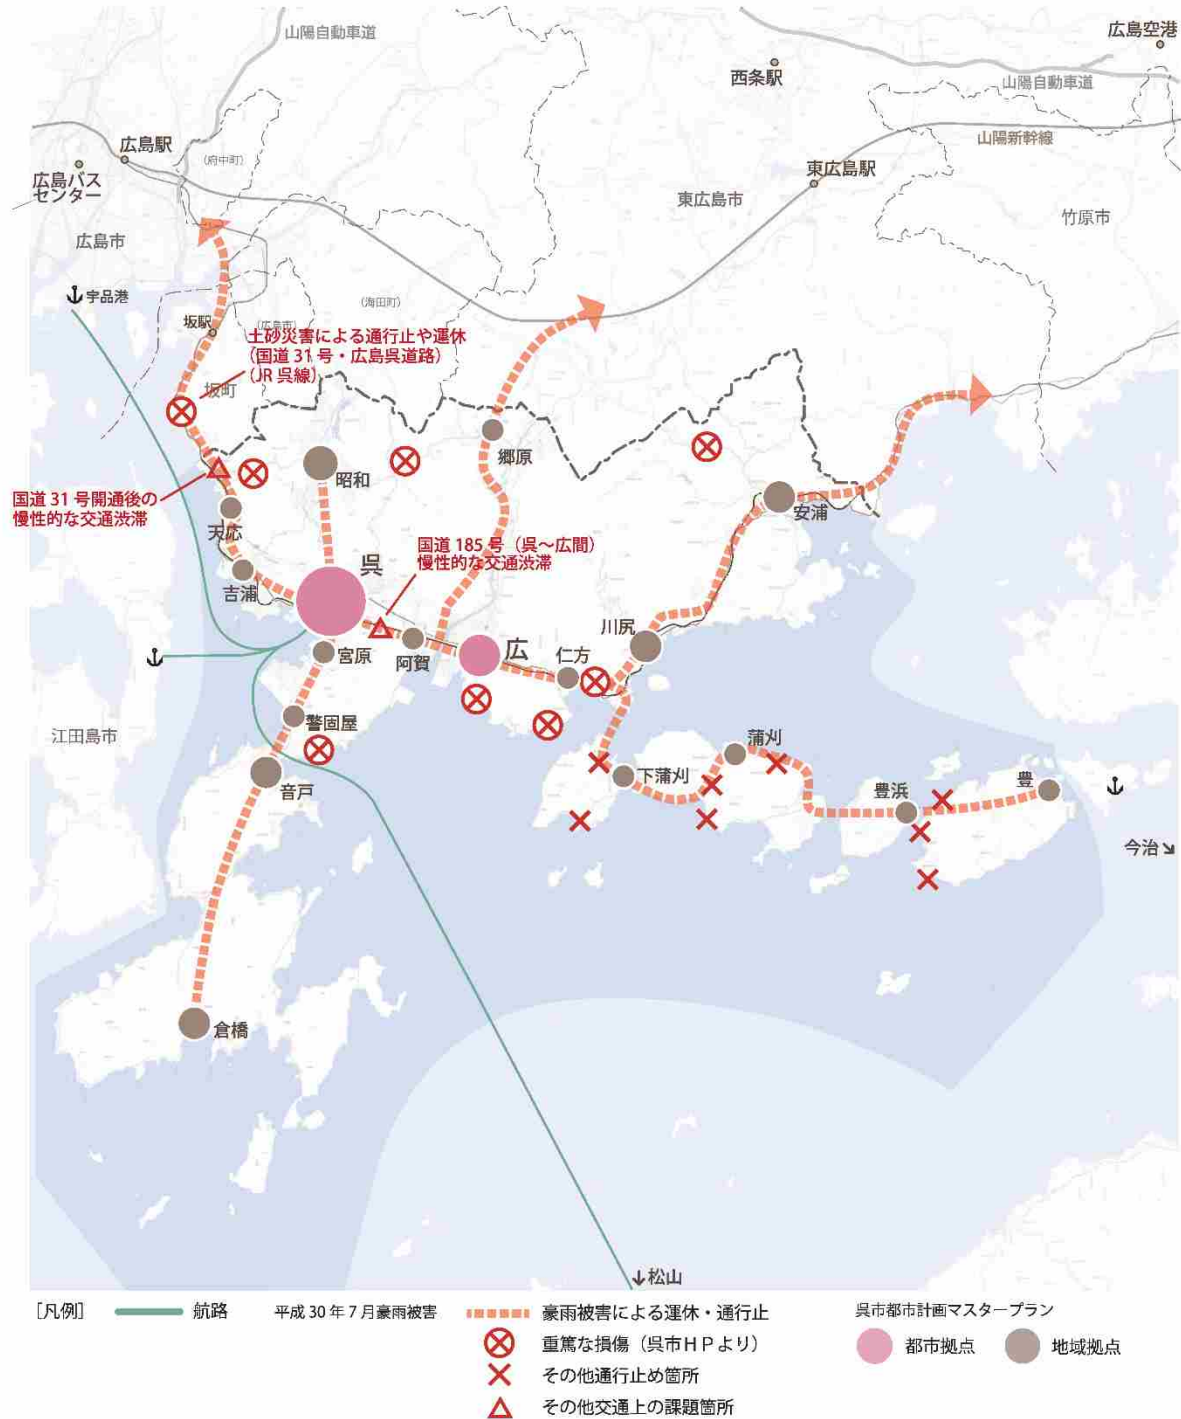 山陽自動車道
広島空港
西条駅
山陽自動車道
広島駅
(府中町)
山陽新幹線
広島バス
センター
東広島駅
東広島市
竹原市
広島市
宇品港
(海田町)
坂駅
(広島市)
土砂災害による通行止や運休
(国道31号・広島呉道路)
(JR呉線)
坂町
郷原
昭和
国道31号開通後の
慢性的な交通渋滞
安浦
天応
国道185号(呉～広間)
慢性的な交通渋滞
呉
吉浦
川尻
宮原
阿賀
広
仁方
江田島市
警固屋
蒲刈
音戸
下蒲刈
豊浜
豊
今治↘
倉橋
↓松山
[凡例]
航路
平成30年7月豪雨被害
豪雨被害による運休・通行止
呉市都市計画マスタープラン
重篤な損傷(呉市HPより)
都市拠点
地域拠点
その他通行止め箇所
その他交通上の課題箇所